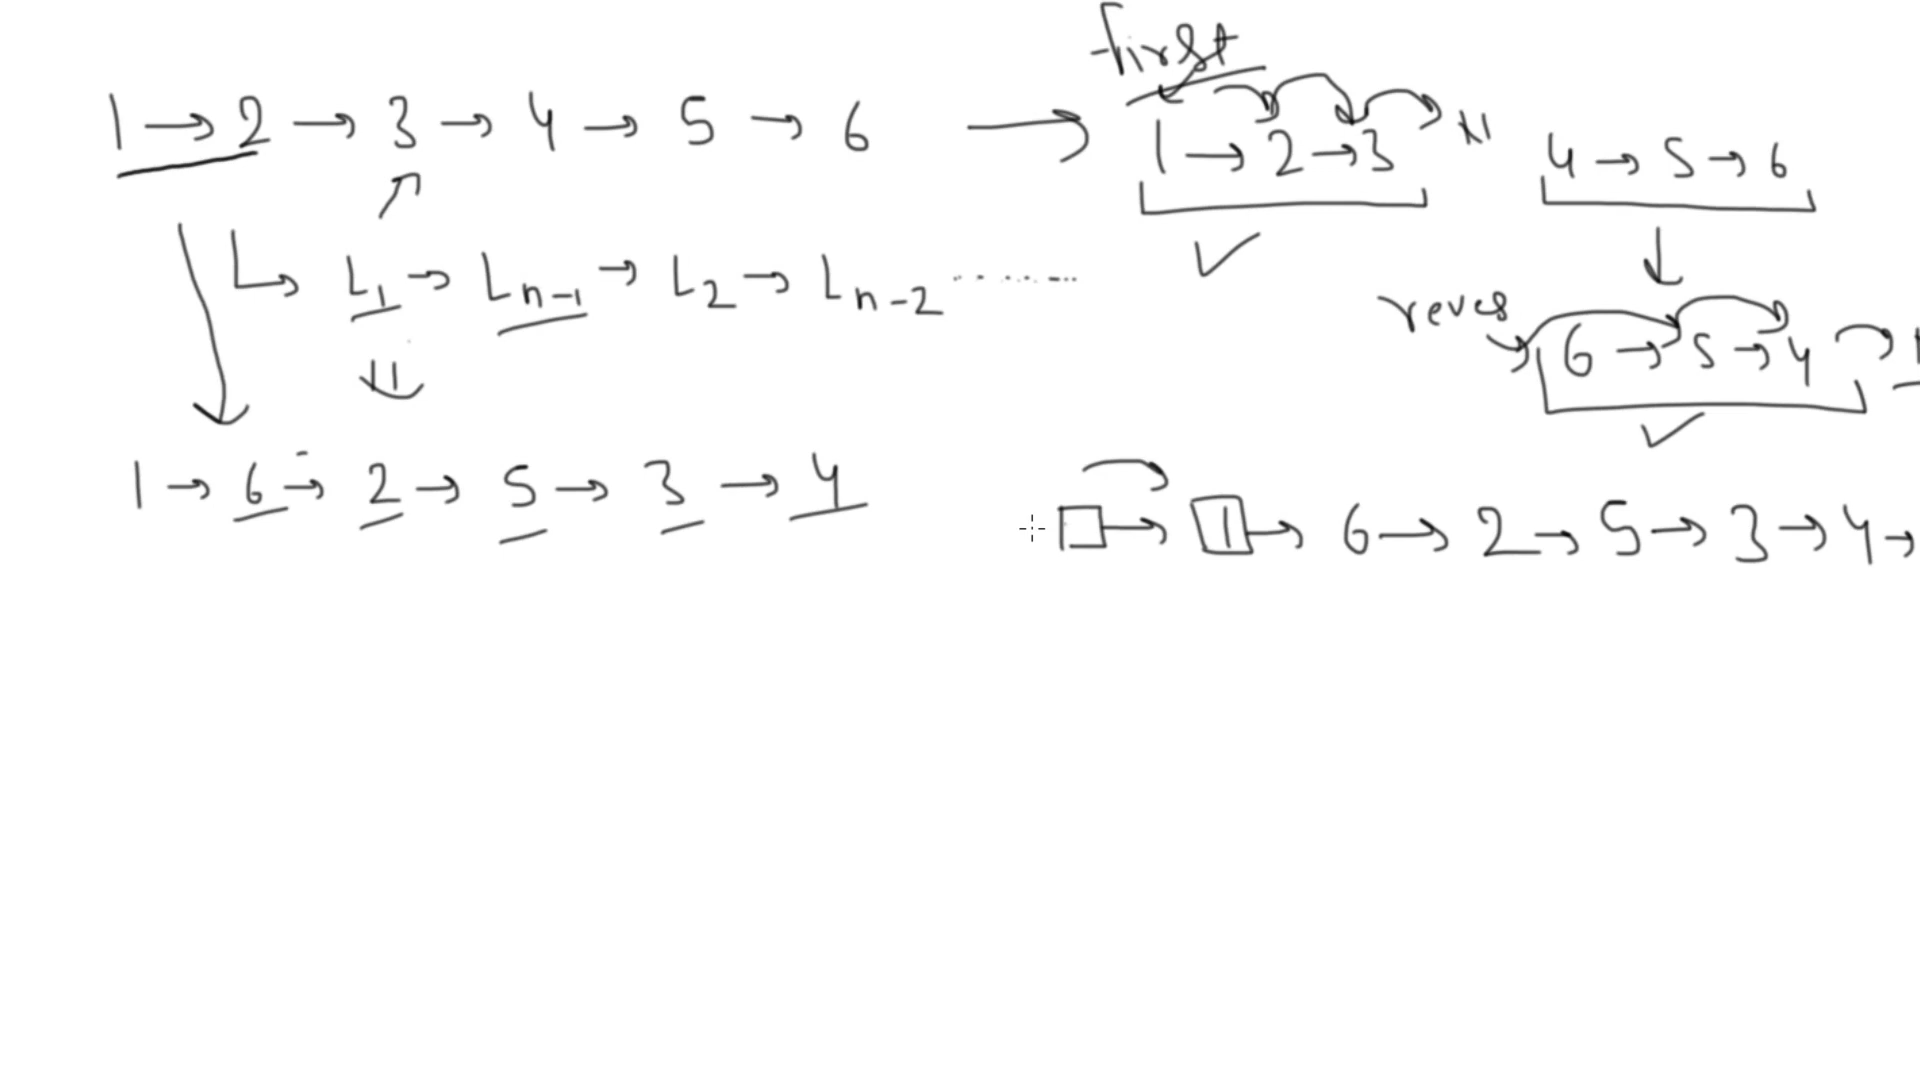 first
1 → 2 → 3 → 4 → 5 → 6 →
1 → 2 → 3
4 → 5 → 6
L → L1 → Ln-1 → L2 → Ln-2 ........
reves
6 → 5 → 4
1 → 6 → 2 → 5 → 3 → 4
1 → 6 → 2 → 5 → 3 → 4 →